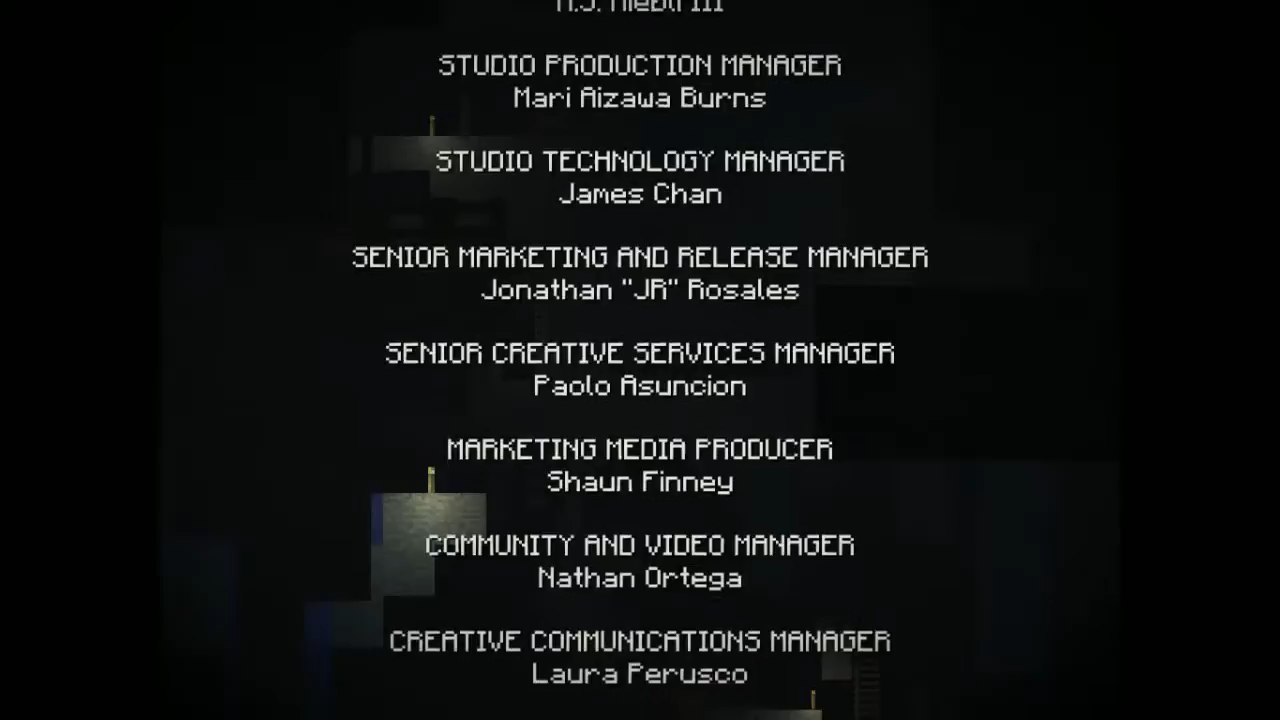 STUDIO PRODUCTION MANAGER
Mari Aizawa Burns
STUDIO TECHNOLOGY MANAGER
James Chan
SENIOR MARKETING AND RELEASE MANAGER
Jonathan "JR" Rosales
SENIOR CREATIVE SERVICES MANAGER
Paolo Asuncion
MARKETING MEDIA PRODUCER
Shaun Finney
COMMUNITY AND VIDEO MANAGER
Nathan Ortega
CREATIVE COMMUNICATIONS MANAGER
Laura Perusco